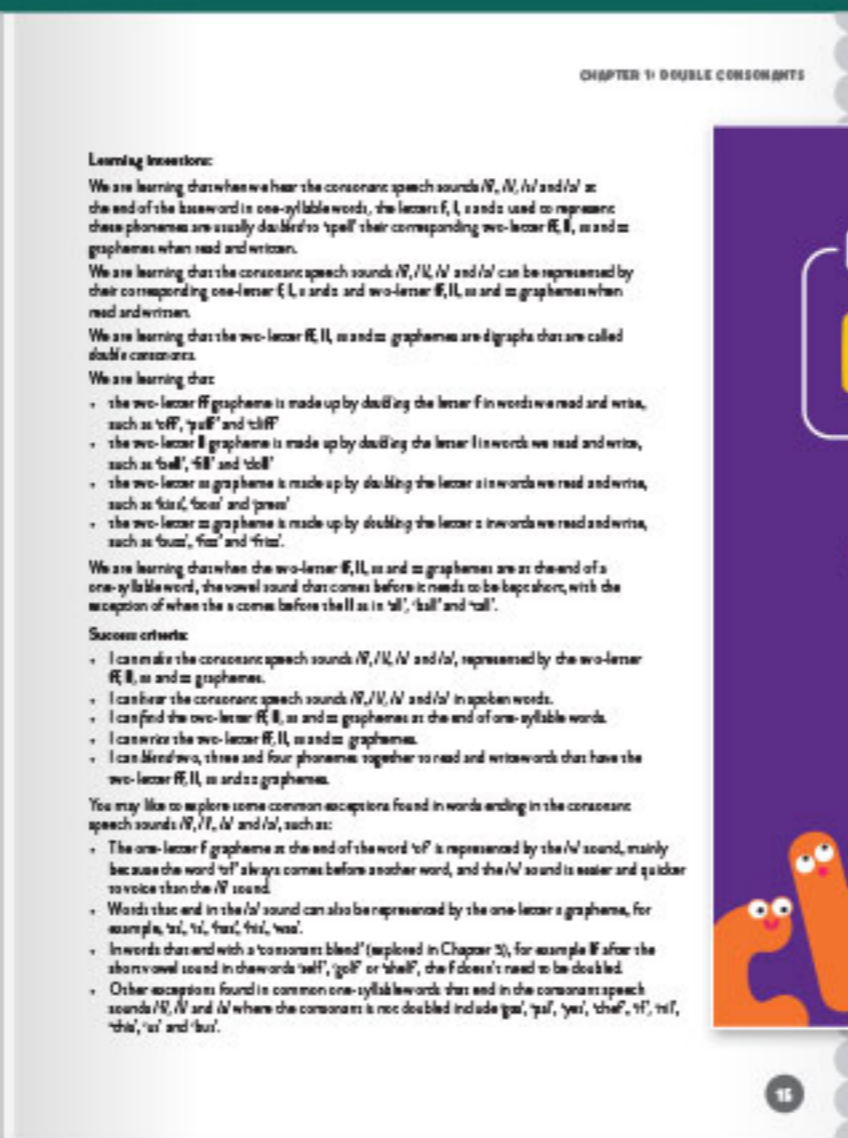 CHAPTER 1: DOUBLE CONSONANTS
Learning intentions:
We are learning that when we hear the consonant speech sounds /f/, /l/, /s/ and /z/ at
the end of the baseword in one-syllable words, the letters f, l, s and z used to represent
these phonemes are usually doubled to ‘spell’ their corresponding two-letter ff, ll, ss and zz
graphemes when read and written.
We are learning that the consonant speech sounds /f/, /l/, /s/ and /z/ can be represented by
their corresponding one-letter f, l, s and z and two-letter ff, ll, ss and zz graphemes when
read and written.
We are learning that the two-letter ff, ll, ss and zz graphemes are digraphs that are called
double consonants.
We are learning that:
• the two-letter ff grapheme is made up by doubling the letter f in words we read and write,
such as ‘off’, ‘puff’ and ‘cliff’
• the two-letter ll grapheme is made up by doubling the letter l in words we read and write,
such as ‘bell’, ‘fill’ and ‘doll’
• the two-letter ss grapheme is made up by doubling the letter s in words we read and write,
such as ‘kiss’, ‘boss’ and ‘press’
• the two-letter zz grapheme is made up by doubling the letter z in words we read and write,
such as ‘buzz’, ‘fizz’ and ‘frizz’.
We are learning that when the two-letter ff, ll, ss and zz graphemes are at the end of a
one-syllable word, the vowel sound that comes before it needs to be kept short, with the
exception of when the a comes before the ll as in ‘all’, ‘ball’ and ‘call’.
Success criteria:
• I can make the consonant speech sounds /f/, /l/, /s/ and /z/, represented by the two-letter
ff, ll, ss and zz graphemes.
• I can hear the consonant speech sounds /f/, /l/, /s/ and /z/ in spoken words.
• I can find the two-letter ff, ll, ss and zz graphemes at the end of one-syllable words.
• I can write the two-letter ff, ll, ss and zz graphemes.
• I can blend two, three and four phonemes together to read and write words that have the
two-letter ff, ll, ss and zz graphemes.
You may like to explore some common exceptions found in words ending in the consonant
speech sounds /f/, /l/, /s/ and /z/, such as:
• The one-letter f grapheme at the end of the word ‘of’ is represented by the /v/ sound, mainly
because the word ‘of’ always comes before another word, and the /v/ sound is easier and quicker
to voice than the /f/ sound.
• Words that end in the /z/ sound can also be represented by the one-letter s grapheme, for
example, ‘as’, ‘is’, ‘has’, ‘his’, ‘was’.
• In words that end with a ‘consonant blend’ (explored in Chapter 5), for example lf after the
short vowel sound in the words ‘self’, ‘golf’ or ‘shelf’, the f doesn’t need to be doubled.
• Other exceptions found in common one-syllable words that end in the consonant speech
sounds /f/, /l/ and /s/ where the consonant is not doubled include ‘gas’, ‘pal’, ‘yes’, ‘chef’, ‘if’, ‘nil’,
‘this’, ‘us’ and ‘bus’.
15